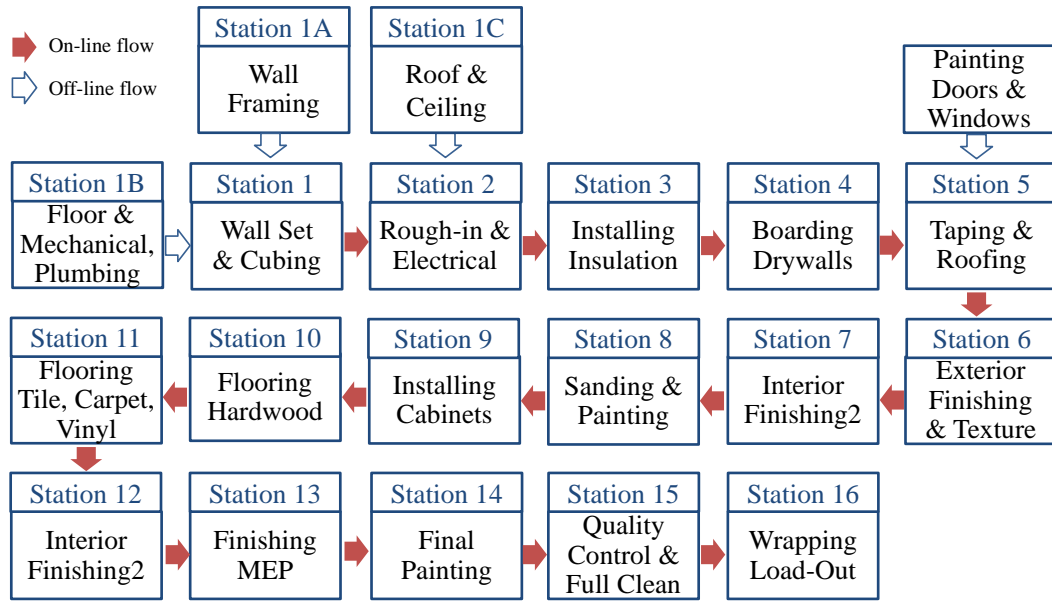 On-line flow
Off-line flow
Station 1A
Wall
Framing
Station 1C
Roof &
Ceiling
Painting
Doors &
Windows
Station 1B
Floor &
Mechanical,
Plumbing
Station 1
Wall Set
& Cubing
Station 2
Rough-in &
Electrical
Station 3
Installing
Insulation
Station 4
Boarding
Drywalls
Station 5
Taping &
Roofing
Station 11
Flooring
Tile, Carpet,
Vinyl
Station 10
Flooring
Hardwood
Station 9
Installing
Cabinets
Station 8
Sanding &
Painting
Station 7
Interior
Finishing2
Station 6
Exterior
Finishing
& Texture
Station 12
Interior
Finishing2
Station 13
Finishing
MEP
Station 14
Final
Painting
Station 15
Quality
Control &
Full Clean
Station 16
Wrapping
Load-Out